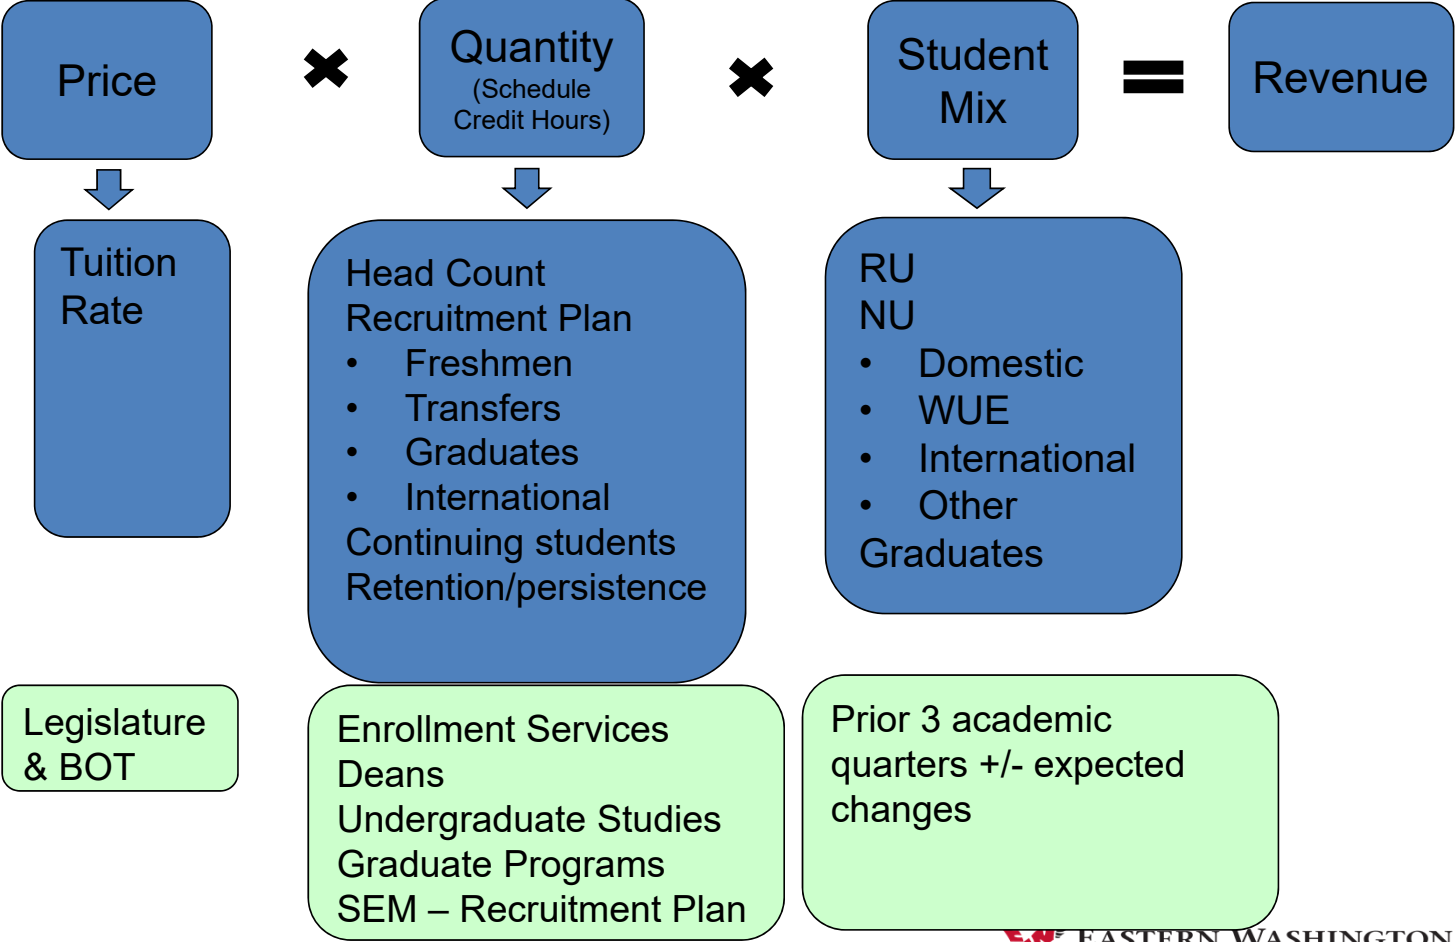 Price
Quantity
(Schedule
Credit Hours)
Student
Mix
Revenue
Tuition
Rate
Head Count
Recruitment Plan
• Freshmen
• Transfers
• Graduates
• International
Continuing students
Retention/persistence
RU
NU
• Domestic
• WUE
• International
• Other
Graduates
Legislature
& BOT
Enrollment Services
Deans
Undergraduate Studies
Graduate Programs
SEM – Recruitment Plan
Prior 3 academic
quarters +/- expected
changes
EASTERN WASHINGTON